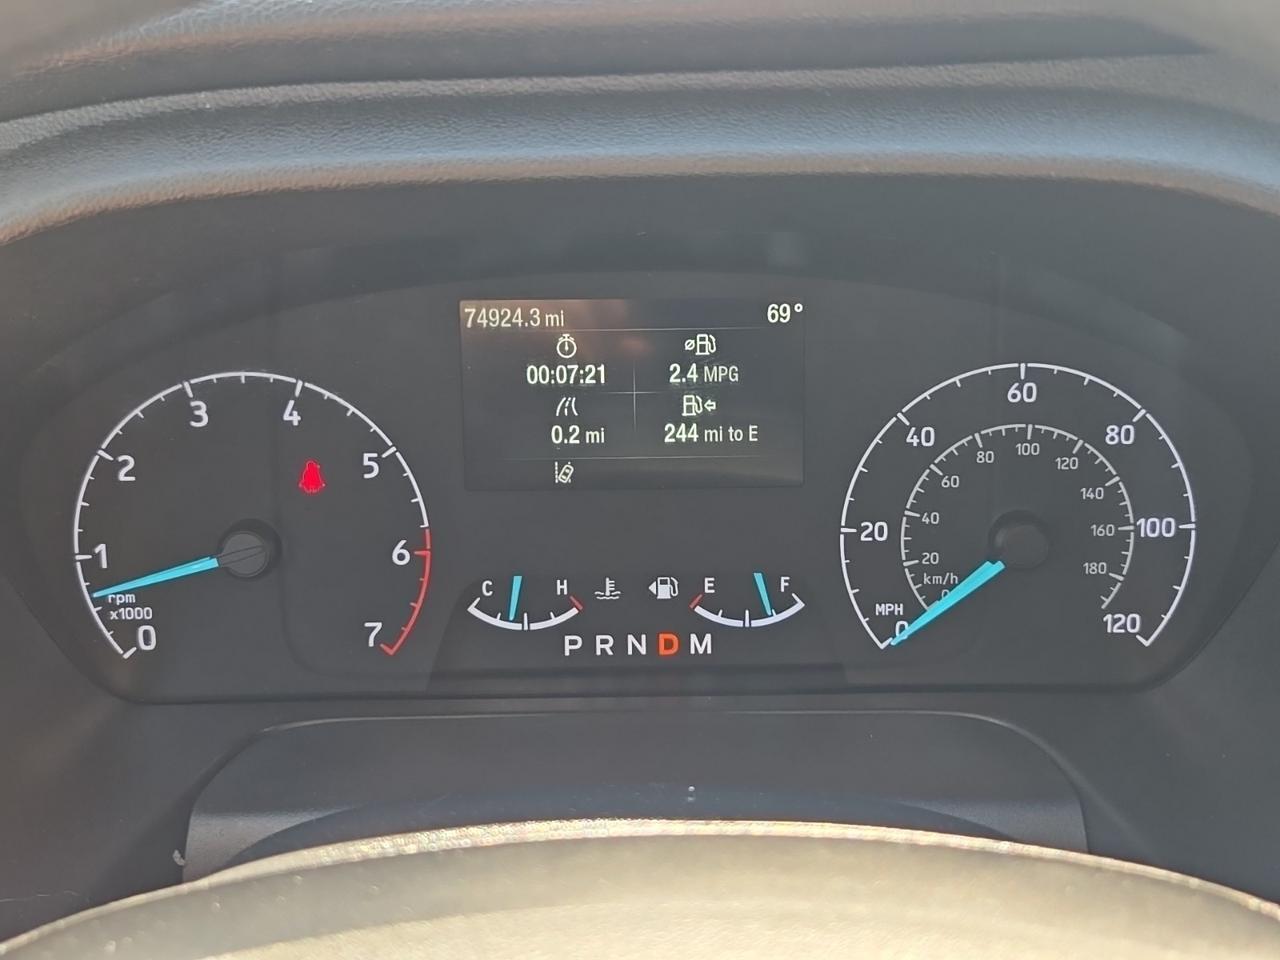 74924.3 mi 69°
00:07:21 2.4 MPG
0.2 mi 244 mi to E
0 1 2 3 4 5 6 7
rpm
x1000
C H E F
P R N D M
0 20 40 60 80 100 120
MPH
0 20 40 60 80 100 120 140 160 180
km/h